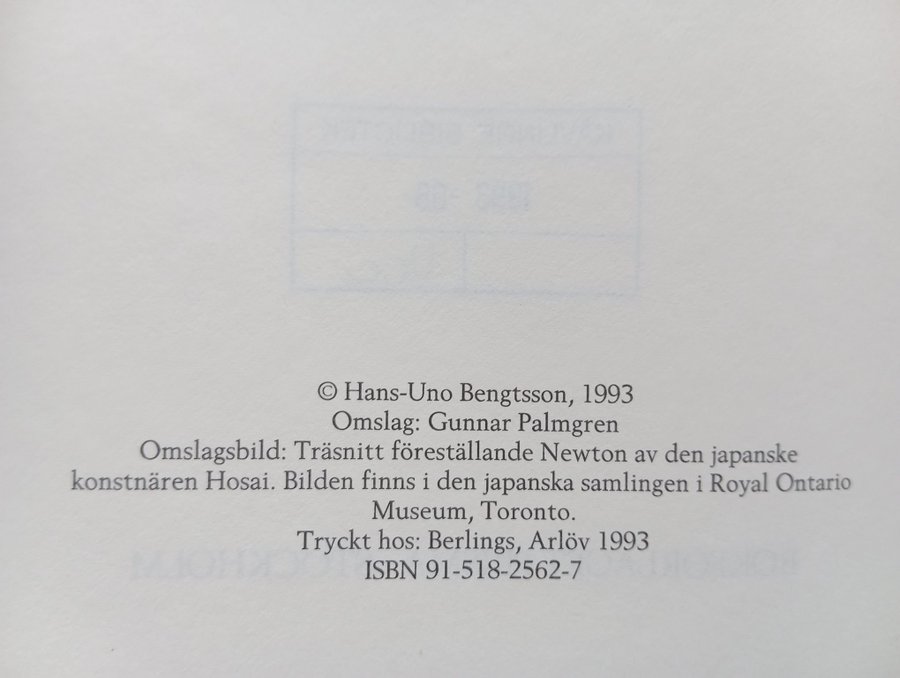 © Hans-Uno Bengtsson, 1993
Omslag: Gunnar Palmgren
Omslagsbild: Träsnitt föreställande Newton av den japanske
konstnären Hosai. Bilden finns i den japanska samlingen i Royal Ontario
Museum, Toronto.
Tryckt hos: Berlings, Arlöv 1993
ISBN 91-518-2562-7